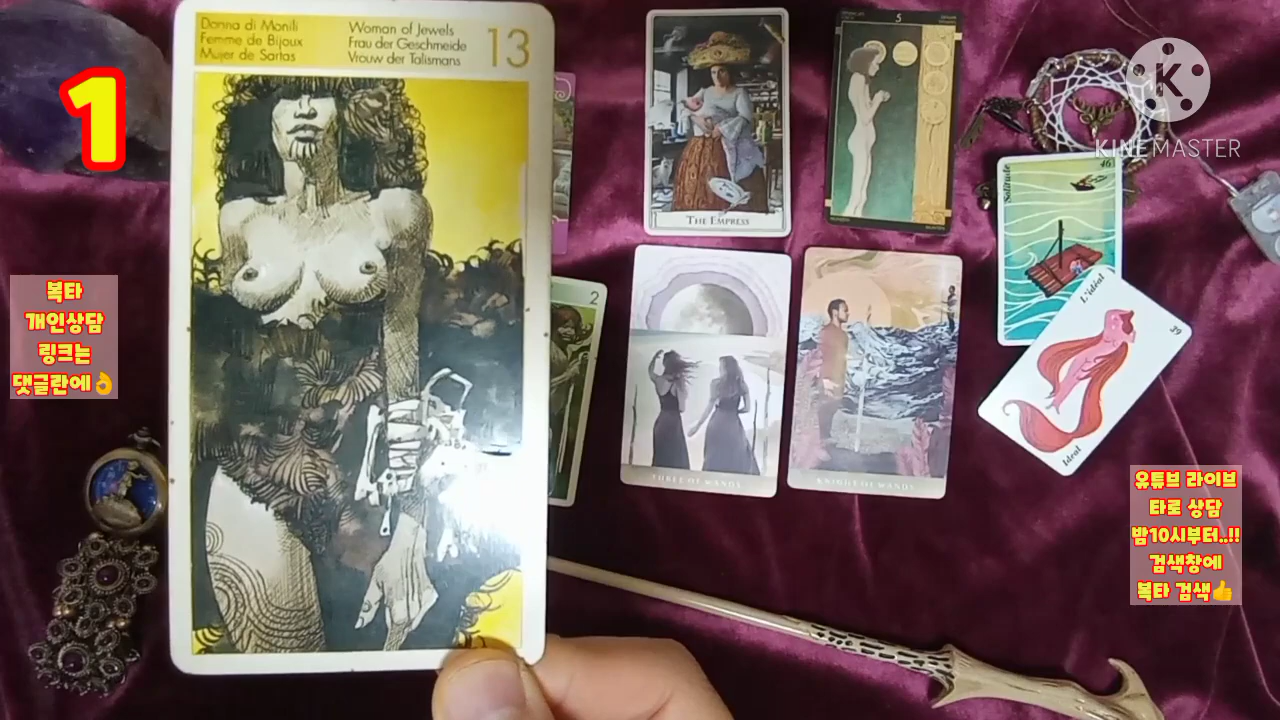 1
Donna di Monili
Femme de Bijoux
Mujer de Sartas
Woman of Jewels
Frau der Geschmeide
Vrouw der Talismans
13
THE EMPRESS
5
K
KINEMASTER
Solitude
46
L'idéal
39
Ideal
2
THREE OF WANDS
KNIGHT OF WANDS
복타
개인상담
링크는
댓글란에👌
유튜브 라이브
타로 상담
밤10시부터..!!
검색창에
복타 검색👍